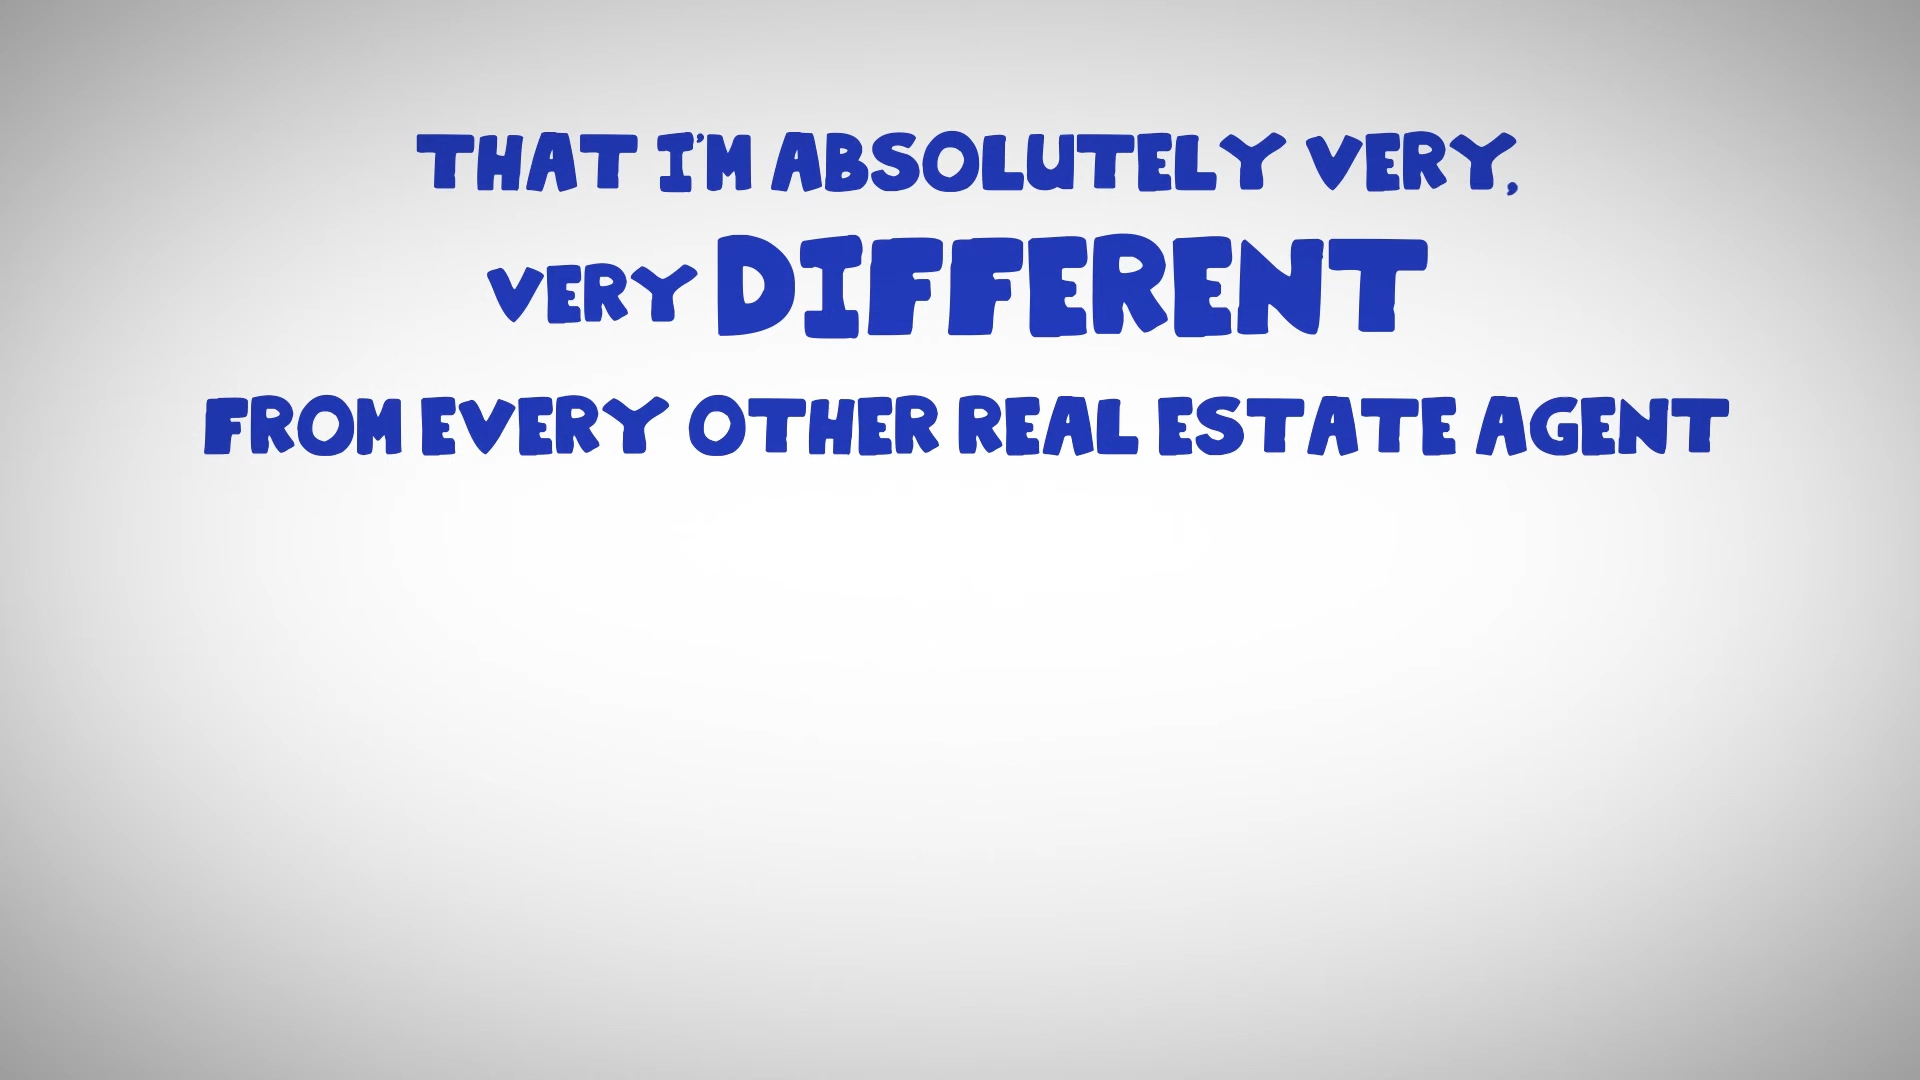 THAT I'M ABSOLUTELY VERY,
VERY DIFFERENT
FROM EVERY OTHER REAL ESTATE AGENT